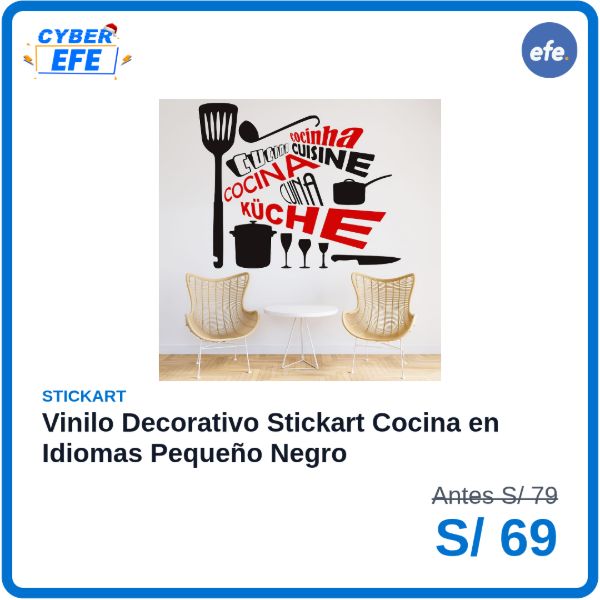 CYBER
EFE
efe.
cocinha
CUISINE
COCINA
CUINA
KÜCHE
STICKART
Vinilo Decorativo Stickart Cocina en
Idiomas Pequeño Negro
Antes S/ 79
S/ 69